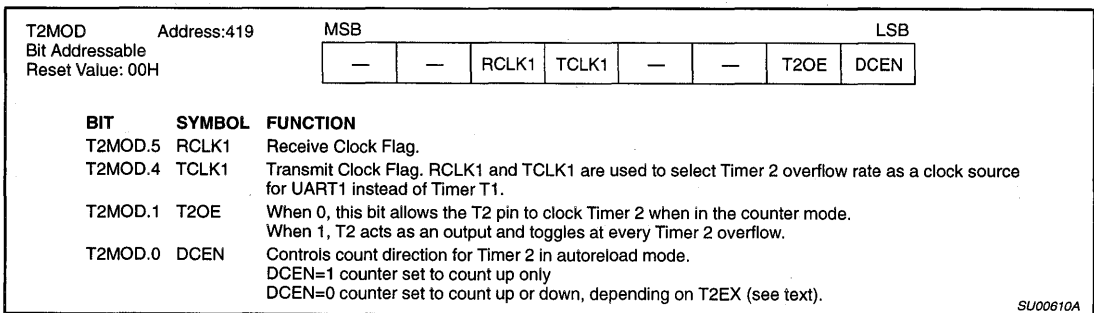 T2MOD Address:419 MSB LSB
Bit Addressable
Reset Value: 00H
— — RCLK1 TCLK1 — — T2OE DCEN
BIT SYMBOL FUNCTION
T2MOD.5 RCLK1 Receive Clock Flag.
T2MOD.4 TCLK1 Transmit Clock Flag. RCLK1 and TCLK1 are used to select Timer 2 overflow rate as a clock source
for UART1 instead of Timer T1.
T2MOD.1 T2OE When 0, this bit allows the T2 pin to clock Timer 2 when in the counter mode.
When 1, T2 acts as an output and toggles at every Timer 2 overflow.
T2MOD.0 DCEN Controls count direction for Timer 2 in autoreload mode.
DCEN=1 counter set to count up only
DCEN=0 counter set to count up or down, depending on T2EX (see text).
SU00610A